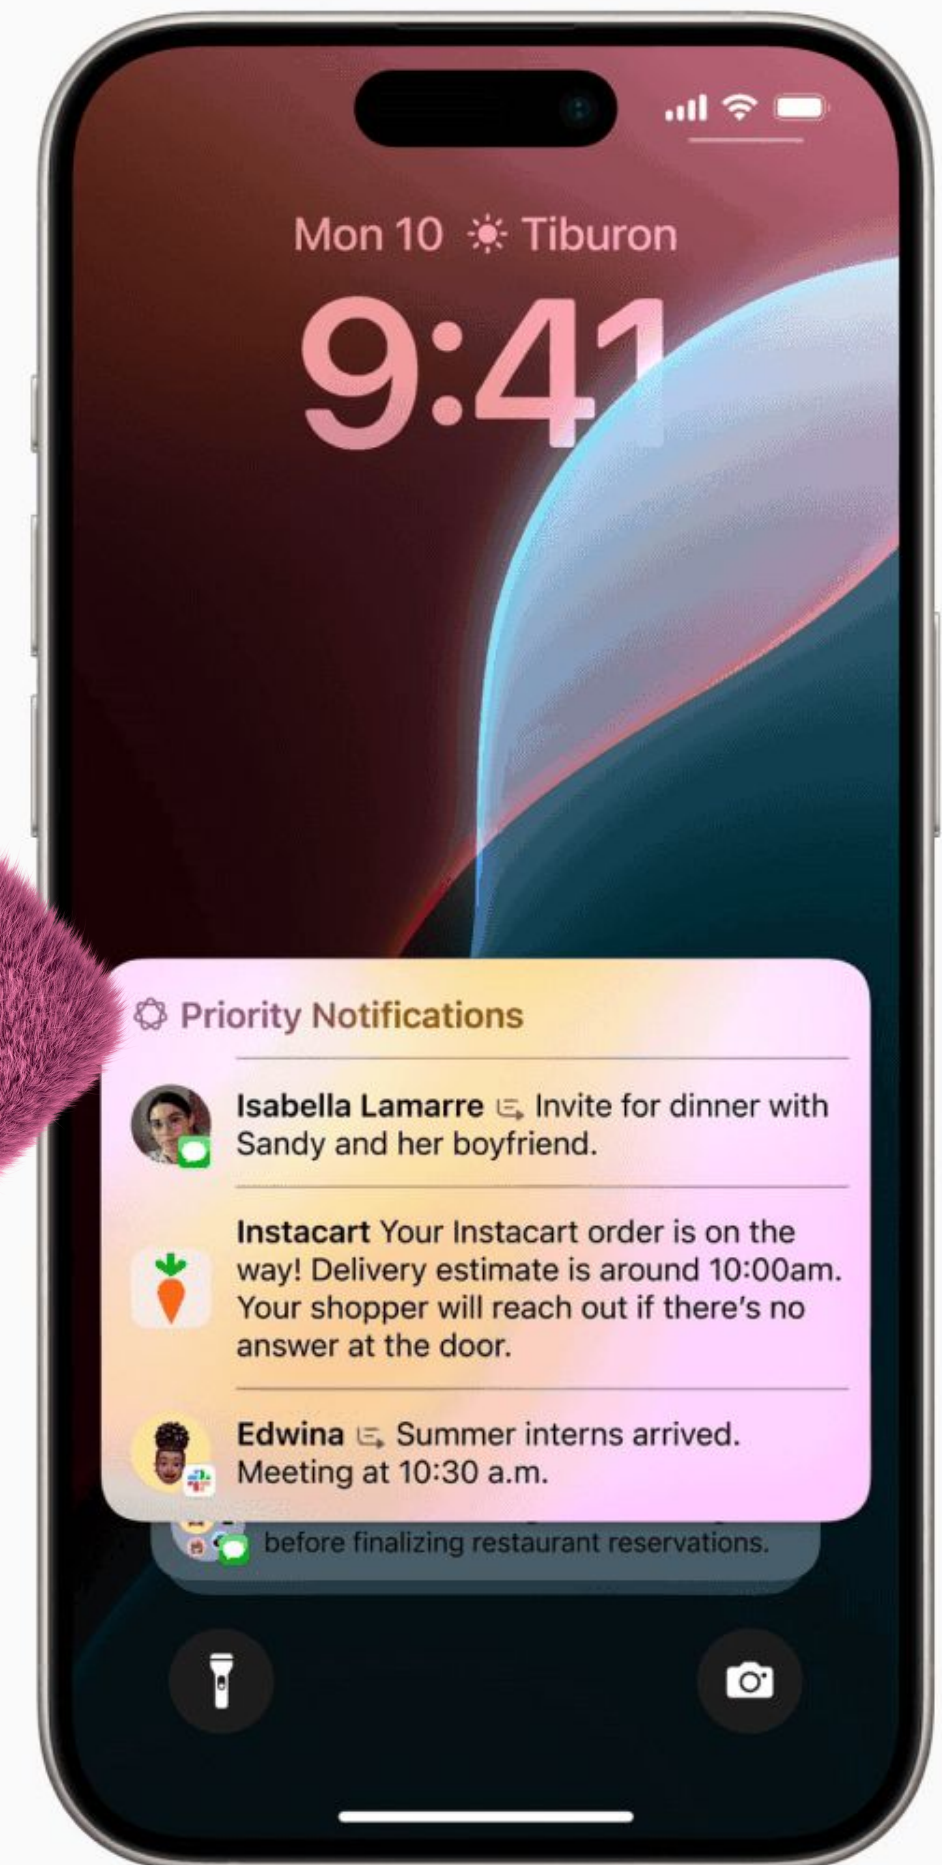 Mon 10 Tiburon
9:41
Priority Notifications
Isabella Lamarre Invite for dinner with
Sandy and her boyfriend.
Instacart Your Instacart order is on the
way! Delivery estimate is around 10:00am.
Your shopper will reach out if there's no
answer at the door.
Edwina Summer interns arrived.
Meeting at 10:30 a.m.
before finalizing restaurant reservations.